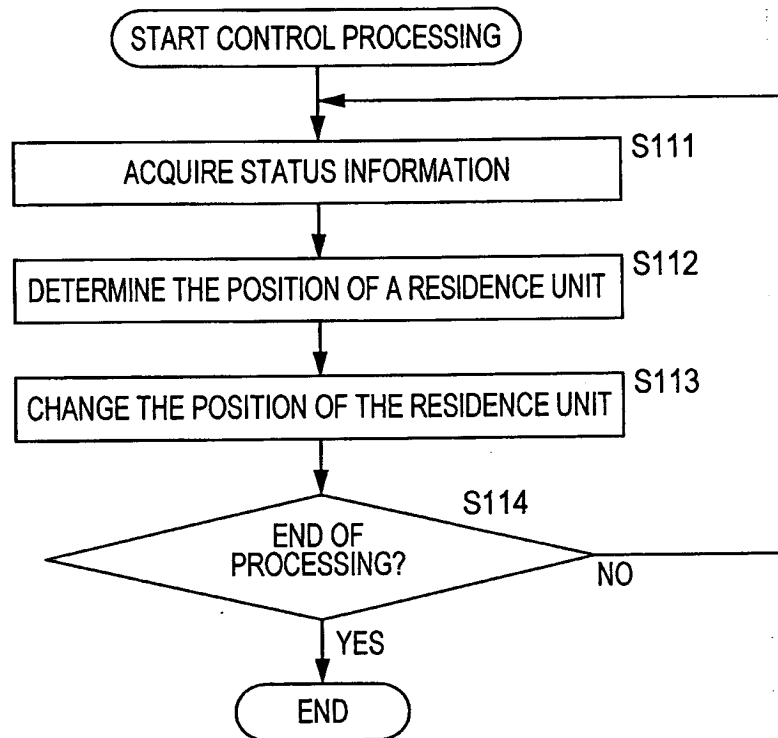 START CONTROL PROCESSING
S111
ACQUIRE STATUS INFORMATION
S112
DETERMINE THE POSITION OF A RESIDENCE UNIT
S113
CHANGE THE POSITION OF THE RESIDENCE UNIT
S114
END OF
PROCESSING?
NO
YES
END